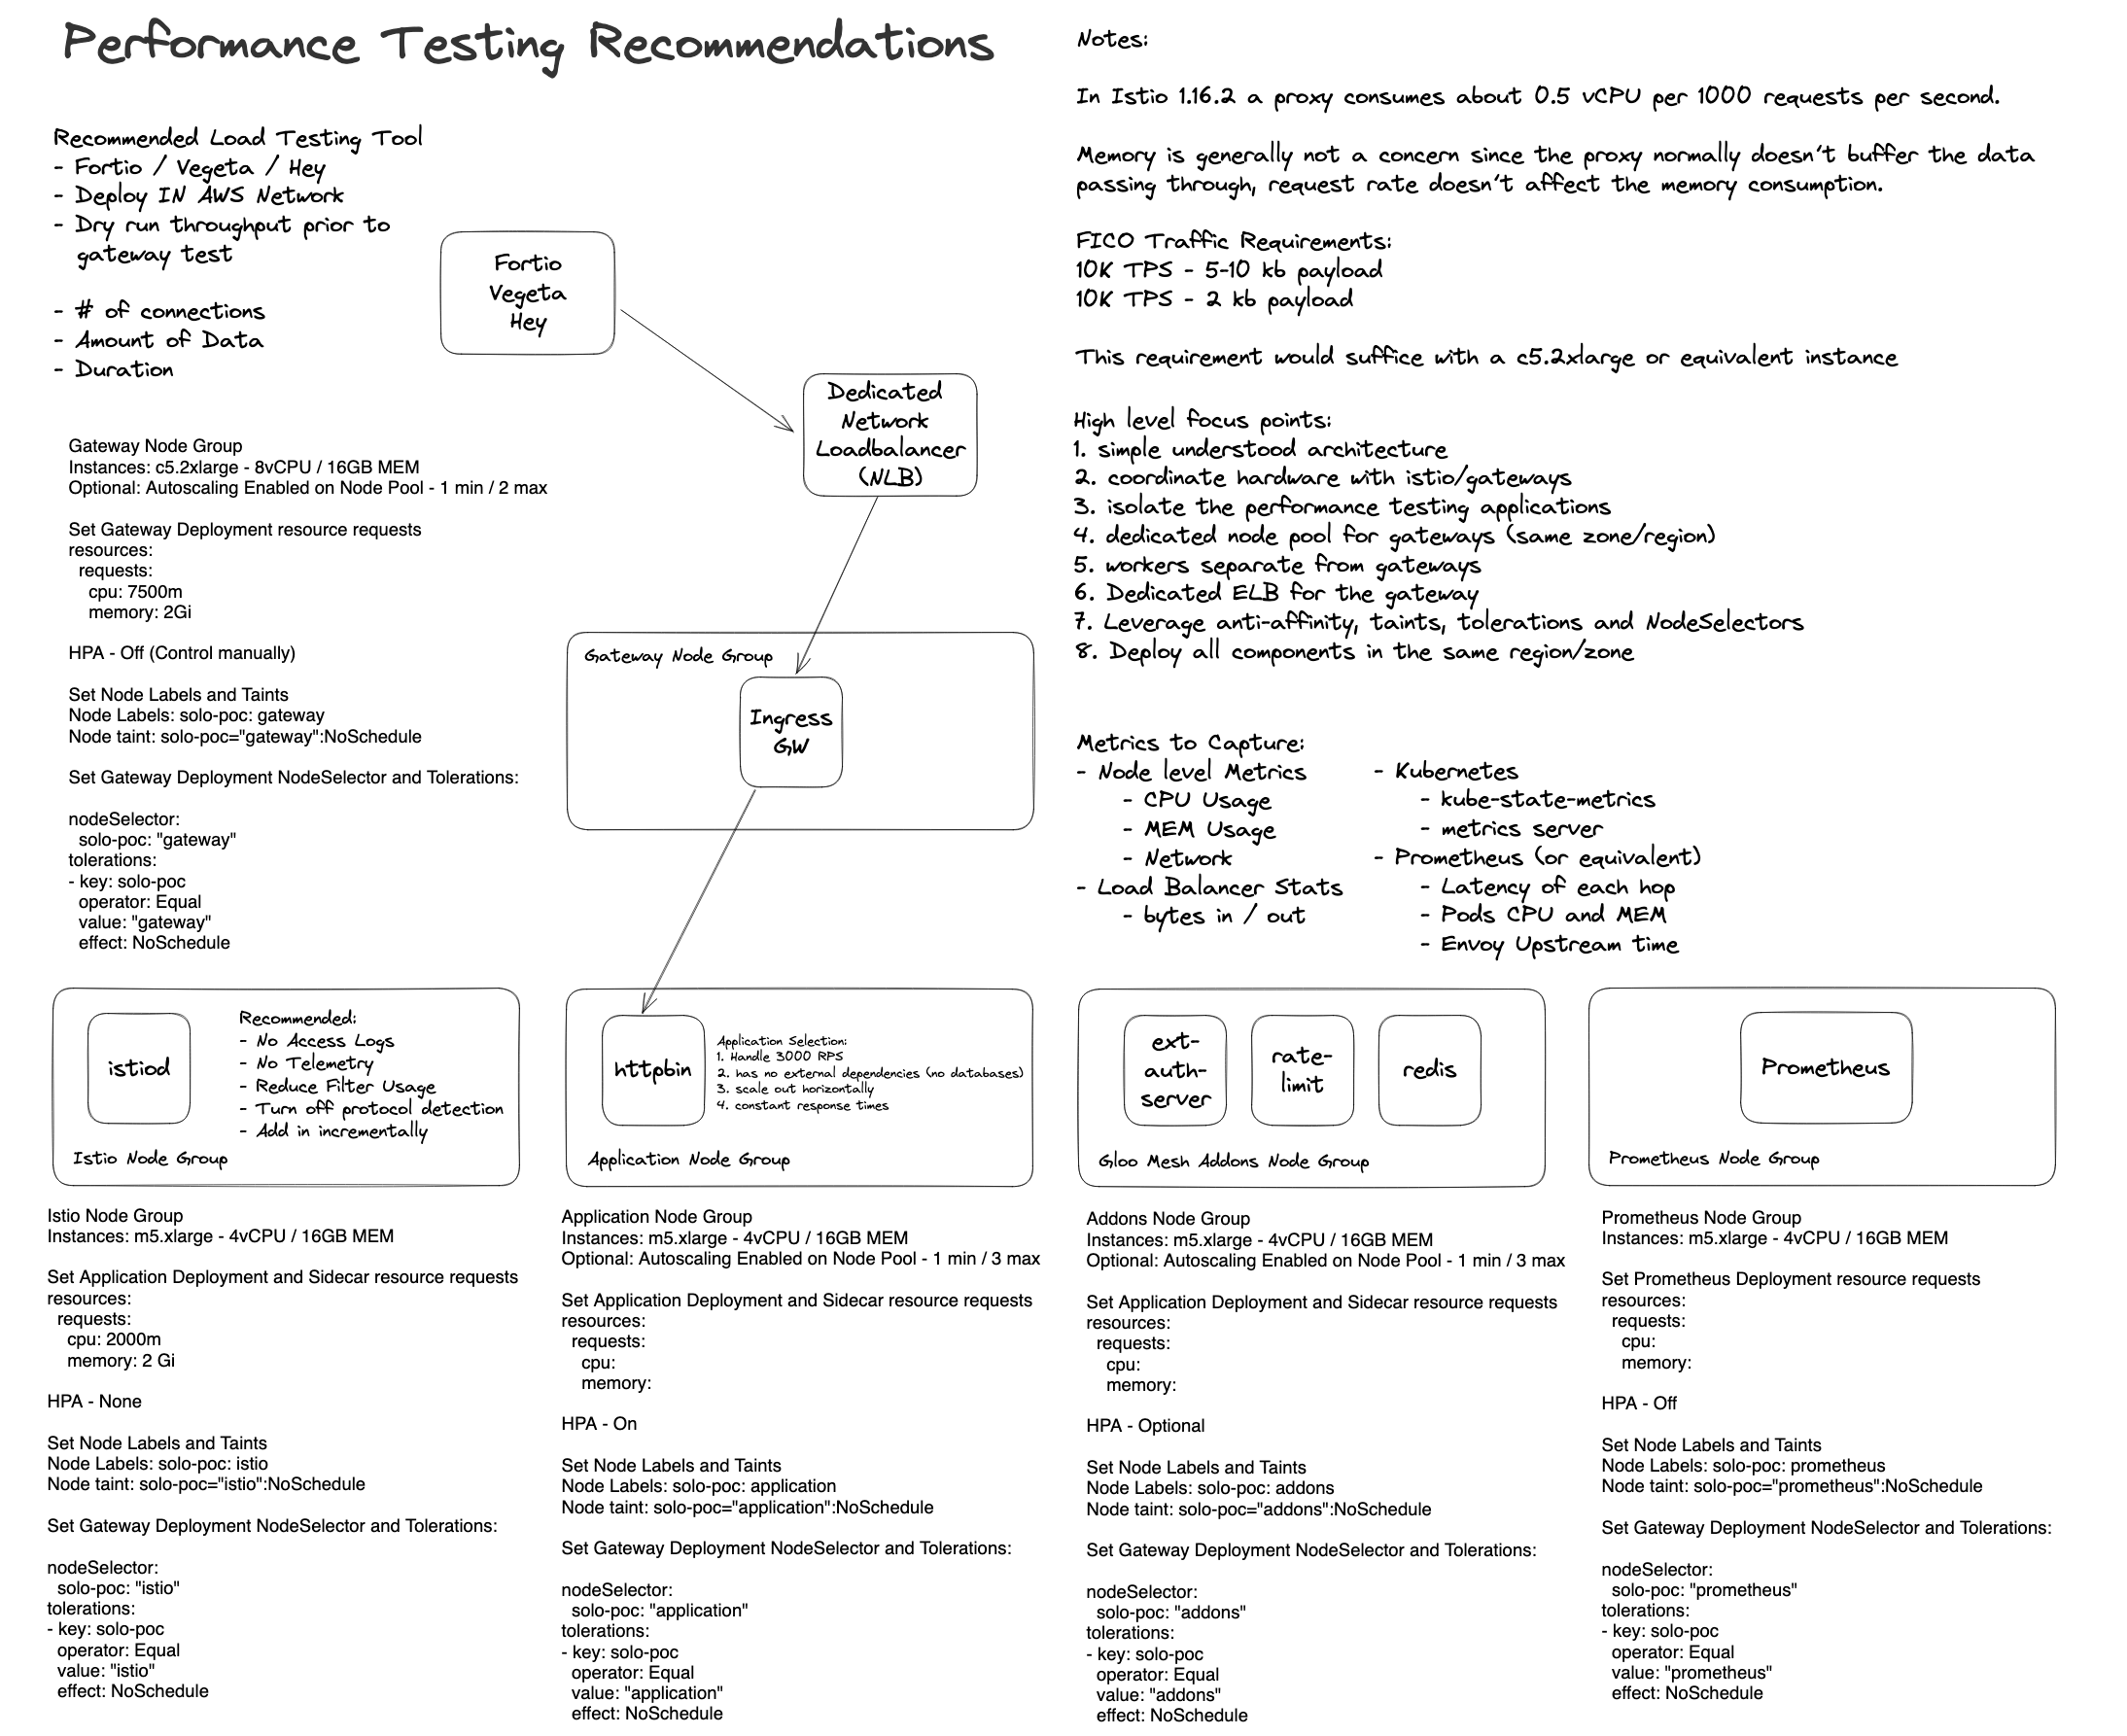 Performance Testing Recommendations
Recommended Load Testing Tool
- Fortio / Vegeta / Hey
- Deploy IN AWS Network
- Dry run throughput prior to
gateway test
- # of connections
- Amount of Data
- Duration
Fortio
Vegeta
Hey
Dedicated
Network
Loadbalancer
(NLB)
Gateway Node Group
Instances: c5.2xlarge - 8vCPU / 16GB MEM
Optional: Autoscaling Enabled on Node Pool - 1 min / 2 max
Set Gateway Deployment resource requests
resources:
requests:
cpu: 7500m
memory: 2Gi
HPA - Off (Control manually)
Set Node Labels and Taints
Node Labels: solo-poc: gateway
Node taint: solo-poc="gateway":NoSchedule
Set Gateway Deployment NodeSelector and Tolerations:
nodeSelector:
solo-poc: "gateway"
tolerations:
- key: solo-poc
operator: Equal
value: "gateway"
effect: NoSchedule
Gateway Node Group
Ingress
GW
Notes:
In Istio 1.16.2 a proxy consumes about 0.5 vCPU per 1000 requests per second.
Memory is generally not a concern since the proxy normally doesn't buffer the data
passing through, request rate doesn't affect the memory consumption.
FICO Traffic Requirements:
10K TPS - 5-10 kb payload
10K TPS - 2 kb payload
This requirement would suffice with a c5.2xlarge or equivalent instance
High level focus points:
1. simple understood architecture
2. coordinate hardware with istio/gateways
3. isolate the performance testing applications
4. dedicated node pool for gateways (same zone/region)
5. workers separate from gateways
6. Dedicated ELB for the gateway
7. Leverage anti-affinity, taints, tolerations and NodeSelectors
8. Deploy all components in the same region/zone
Metrics to Capture:
- Node level Metrics
- CPU Usage
- MEM Usage
- Network
- Load Balancer Stats
- bytes in / out
- Kubernetes
- kube-state-metrics
- metrics server
- Prometheus (or equivalent)
- Latency of each hop
- Pods CPU and MEM
- Envoy Upstream time
istiod
Recommended:
- No Access Logs
- No Telemetry
- Reduce Filter Usage
- Turn off protocol detection
- Add in incrementally
Istio Node Group
httpbin
Application Selection:
1. Handle 3000 RPS
2. has no external dependencies (no databases)
3. scale out horizontally
4. constant response times
Application Node Group
ext-
auth-
server
rate-
limit
redis
Gloo Mesh Addons Node Group
Prometheus
Prometheus Node Group
Istio Node Group
Instances: m5.xlarge - 4vCPU / 16GB MEM
Set Application Deployment and Sidecar resource requests
resources:
requests:
cpu: 2000m
memory: 2 Gi
HPA - None
Set Node Labels and Taints
Node Labels: solo-poc: istio
Node taint: solo-poc="istio":NoSchedule
Set Gateway Deployment NodeSelector and Tolerations:
nodeSelector:
solo-poc: "istio"
tolerations:
- key: solo-poc
operator: Equal
value: "istio"
effect: NoSchedule
Application Node Group
Instances: m5.xlarge - 4vCPU / 16GB MEM
Optional: Autoscaling Enabled on Node Pool - 1 min / 3 max
Set Application Deployment and Sidecar resource requests
resources:
requests:
cpu:
memory:
HPA - On
Set Node Labels and Taints
Node Labels: solo-poc: application
Node taint: solo-poc="application":NoSchedule
Set Gateway Deployment NodeSelector and Tolerations:
nodeSelector:
solo-poc: "application"
tolerations:
- key: solo-poc
operator: Equal
value: "application"
effect: NoSchedule
Addons Node Group
Instances: m5.xlarge - 4vCPU / 16GB MEM
Optional: Autoscaling Enabled on Node Pool - 1 min / 3 max
Set Application Deployment and Sidecar resource requests
resources:
requests:
cpu:
memory:
HPA - Optional
Set Node Labels and Taints
Node Labels: solo-poc: addons
Node taint: solo-poc="addons":NoSchedule
Set Gateway Deployment NodeSelector and Tolerations:
nodeSelector:
solo-poc: "addons"
tolerations:
- key: solo-poc
operator: Equal
value: "addons"
effect: NoSchedule
Prometheus Node Group
Instances: m5.xlarge - 4vCPU / 16GB MEM
Set Prometheus Deployment resource requests
resources:
requests:
cpu:
memory:
HPA - Off
Set Node Labels and Taints
Node Labels: solo-poc: prometheus
Node taint: solo-poc="prometheus":NoSchedule
Set Gateway Deployment NodeSelector and Tolerations:
nodeSelector:
solo-poc: "prometheus"
tolerations:
- key: solo-poc
operator: Equal
value: "prometheus"
effect: NoSchedule